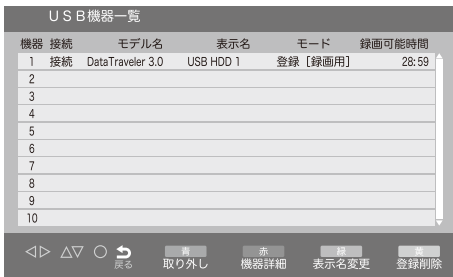 USB機器一覧
機器 接続 モデル名 表示名 モード 録画可能時間
1 接続 DataTraveler 3.0 USB HDD 1 登録［録画用］ 28:59
2
3
4
5
6
7
8
9
10
青 赤 緑 黄
戻る 取り外し 機器詳細 表示名変更 登録削除